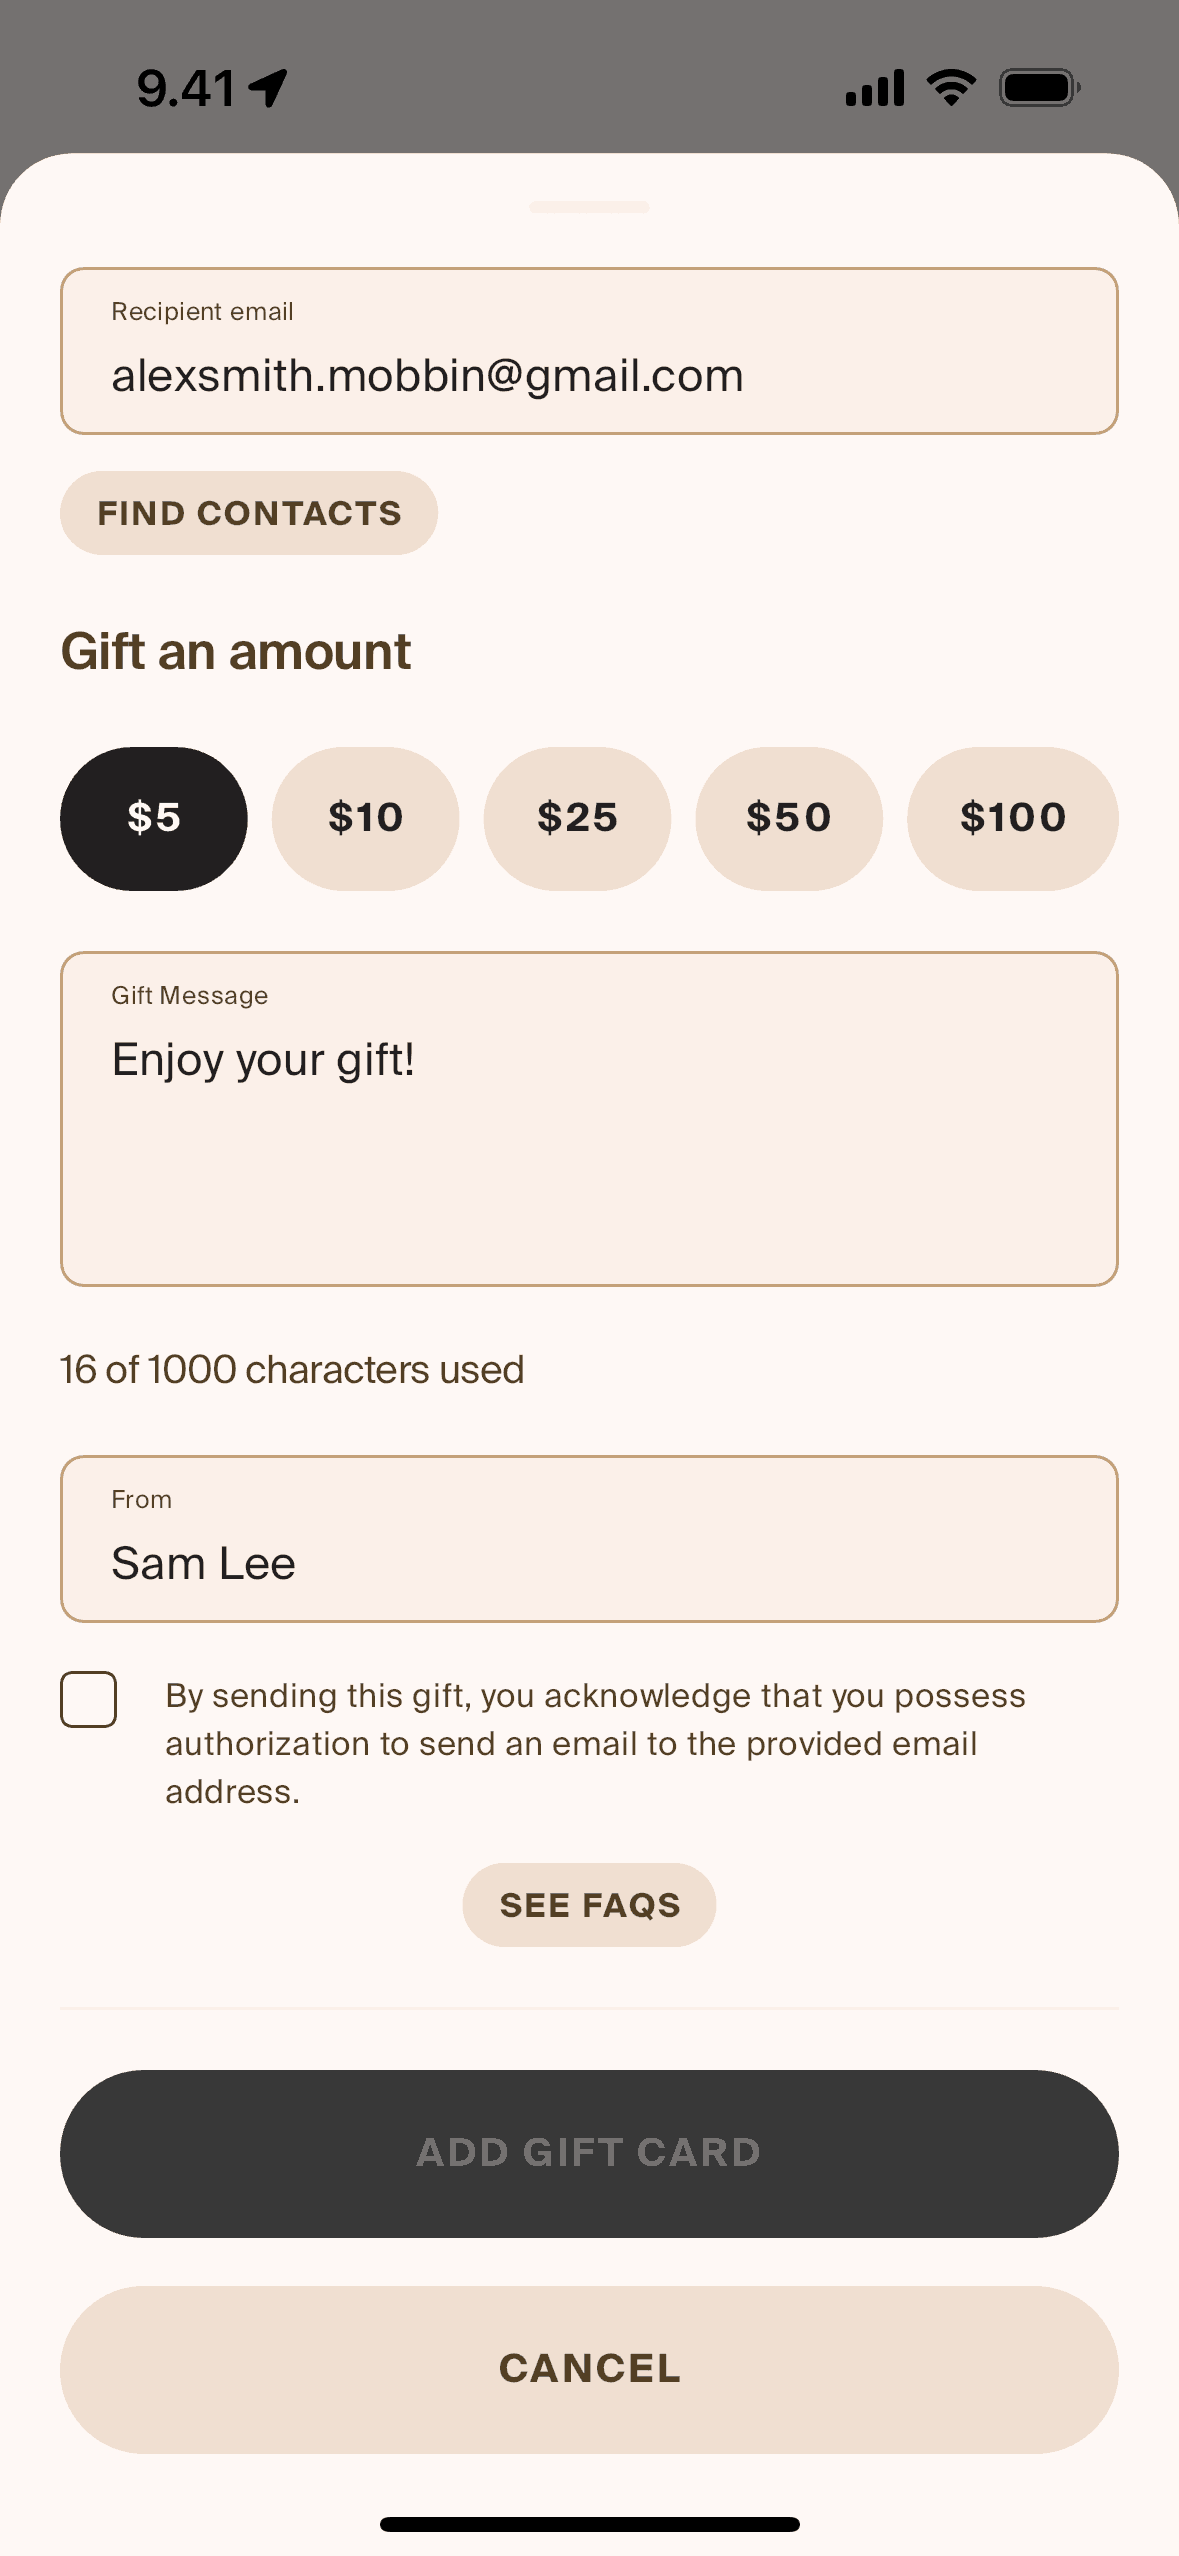 9.41
Recipient email
alexsmith.mobbin@gmail.com
FIND CONTACTS
Gift an amount
$5 $10 $25 $50 $100
Gift Message
Enjoy your gift!
16 of 1000 characters used
From
Sam Lee
By sending this gift, you acknowledge that you possess
authorization to send an email to the provided email
address.
SEE FAQS
ADD GIFT CARD
CANCEL